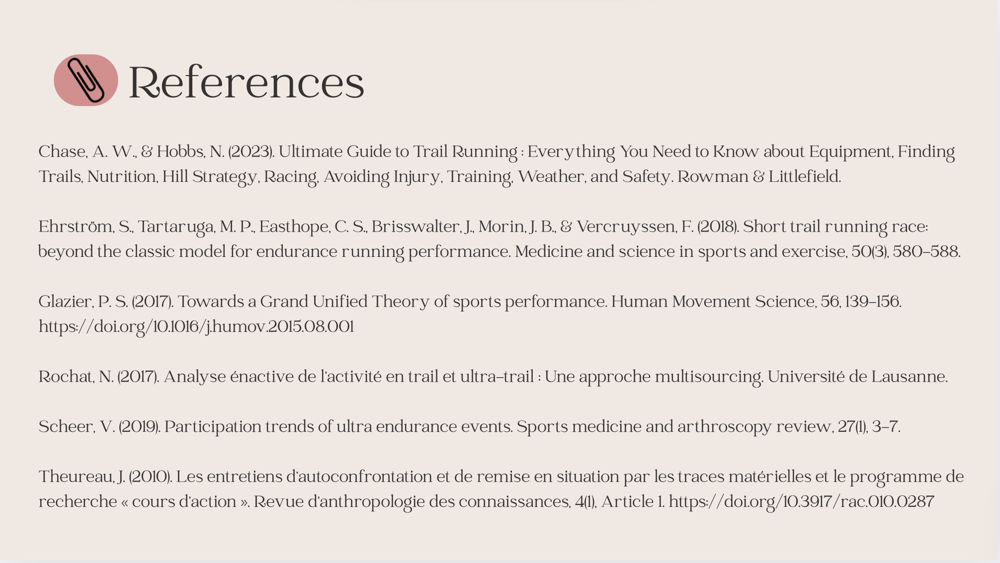 References
Chase, A. W., & Hobbs, N. (2023). Ultimate Guide to Trail Running : Everything You Need to Know about Equipment, Finding
Trails, Nutrition, Hill Strategy, Racing, Avoiding Injury, Training, Weather, and Safety. Rowman & Littlefield.
Ehrström, S., Tartaruga, M. P., Easthope, C. S., Brisswalter, J., Morin, J. B., & Vercruyssen, F. (2018). Short trail running race:
beyond the classic model for endurance running performance. Medicine and science in sports and exercise, 50(3), 580-588.
Glazier, P. S. (2017). Towards a Grand Unified Theory of sports performance. Human Movement Science, 56, 139-156.
https://doi.org/10.1016/j.humov.2015.08.001
Rochat, N. (2017). Analyse énactive de l'activité en trail et ultra-trail : Une approche multisourcing. Université de Lausanne.
Scheer, V. (2019). Participation trends of ultra endurance events. Sports medicine and arthroscopy review, 27(1), 3-7.
Theureau, J. (2010). Les entretiens d'autoconfrontation et de remise en situation par les traces matérielles et le programme de
recherche « cours d'action ». Revue d'anthropologie des connaissances, 4(1), Article 1. https://doi.org/10.3917/rac.010.0287